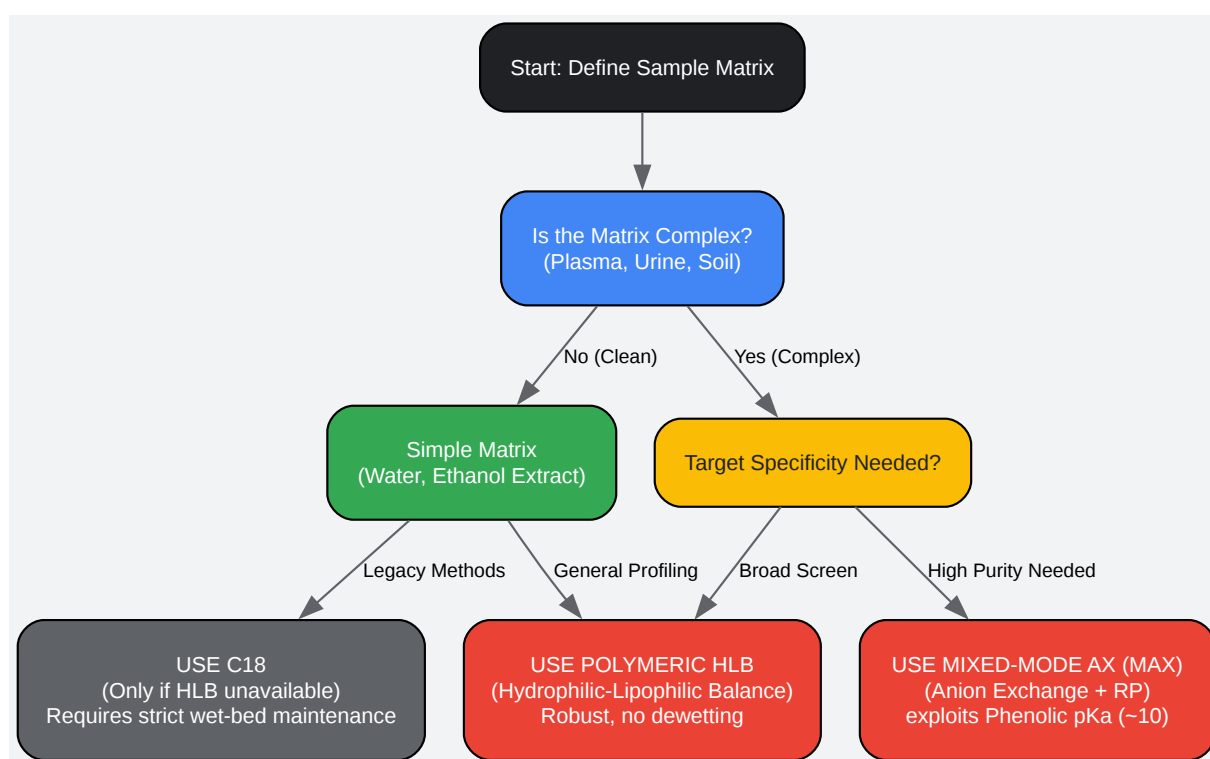 Start: Define Sample Matrix
Is the Matrix Complex?
(Plasma, Urine, Soil)
No (Clean)
Yes (Complex)
Simple Matrix
(Water, Ethanol Extract)
Target Specificity Needed?
Legacy Methods
General Profiling
Broad Screen
High Purity Needed
USE C18
(Only if HLB unavailable)
Requires strict wet-bed maintenance
USE POLYMERIC HLB
(Hydrophilic-Lipophilic Balance)
Robust, no dewetting
USE MIXED-MODE AX (MAX)
(Anion Exchange + RP)
exploits Phenolic pKa (~10)